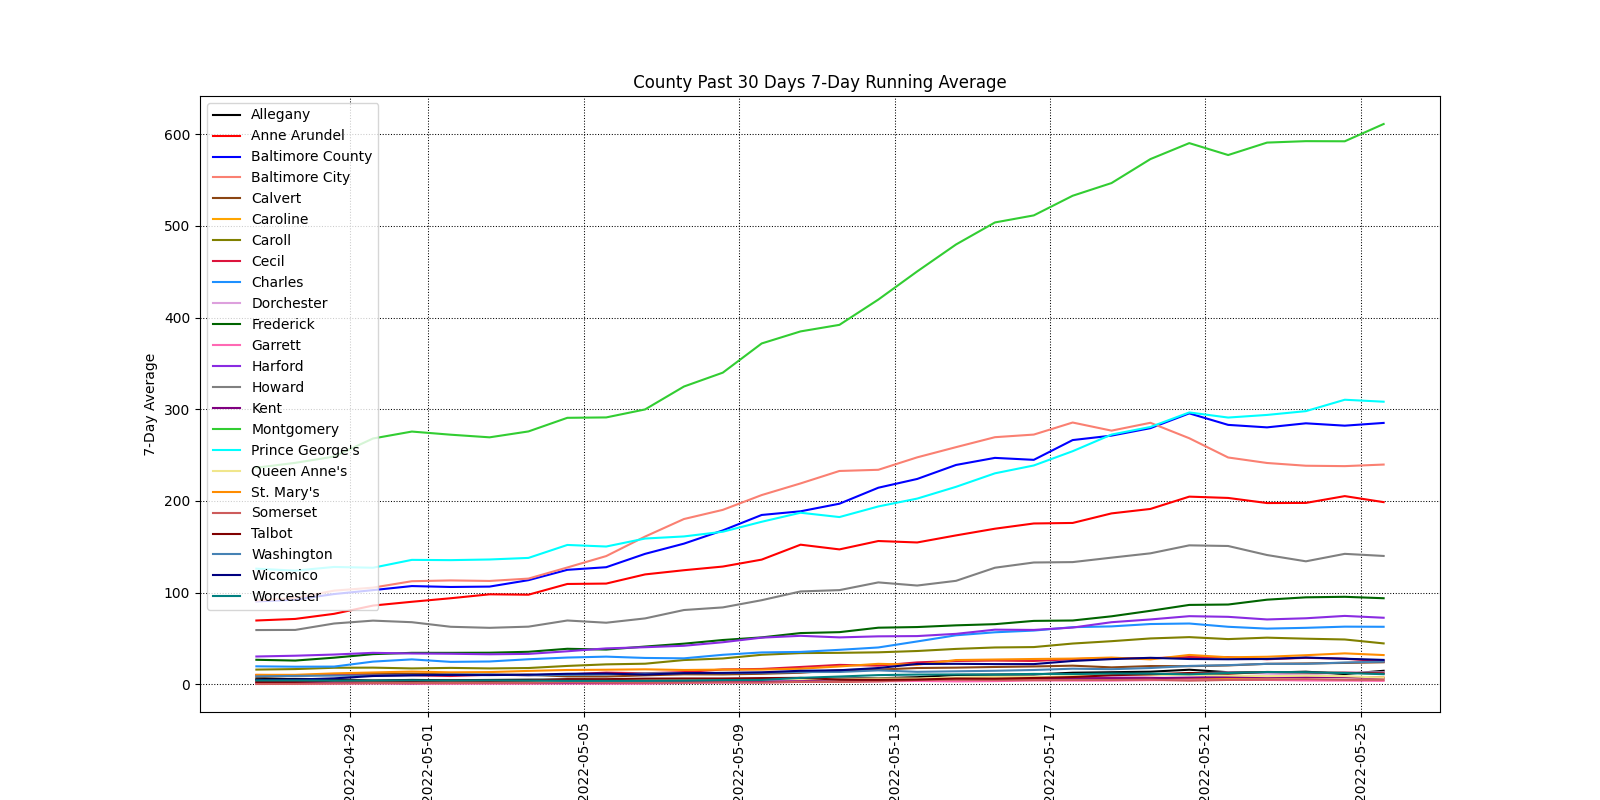 County Past 30 Days 7-Day Running Average
7-Day Average
600
500
400
300
200
100
0
Allegany
Anne Arundel
Baltimore County
Baltimore City
Calvert
Caroline
Caroll
Cecil
Charles
Dorchester
Frederick
Garrett
Harford
Howard
Kent
Montgomery
Prince George's
Queen Anne's
St. Mary's
Somerset
Talbot
Washington
Wicomico
Worcester
2022-04-29
2022-05-01
2022-05-05
2022-05-09
2022-05-13
2022-05-17
2022-05-21
2022-05-25